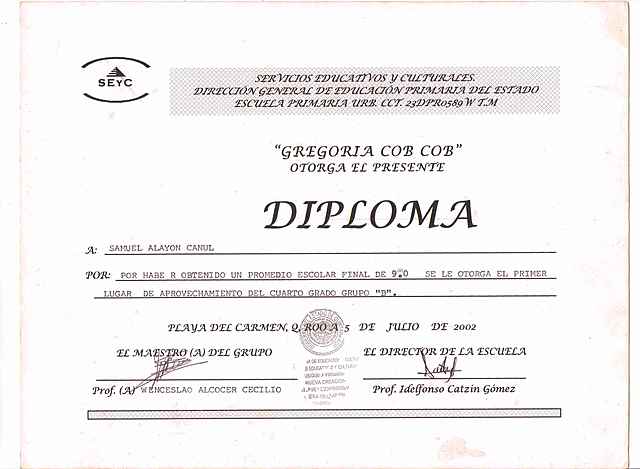 SEYC
SERVICIOS EDUCATIVOS Y CULTURALES.
DIRECCIÓN GENERAL DE EDUCACIÓN PRIMARIA DEL ESTADO
ESCUELA PRIMARIA URB. CCT. 23DPR0589W T.M
"GREGORIA COB COB"
OTORGA EL PRESENTE
DIPLOMA
A: SAMUEL ALAYON CANUL
POR: POR HABE R OBTENIDO UN PROMEDIO ESCOLAR FINAL DE 9.0 SE LE OTORGA EL PRIMER
LUGAR DE APROVECHAMIENTO DEL CUARTO GRADO GRUPO "B".
PLAYA DEL CARMEN, Q. ROO A 5 DE JULIO DE 2002
EL MAESTRO (A) DEL GRUPO
EL DIRECTOR DE LA ESCUELA
Prof. (A) WENCESLAO ALCOCER CECILIO
Prof. Idelfonso Catzin Gómez